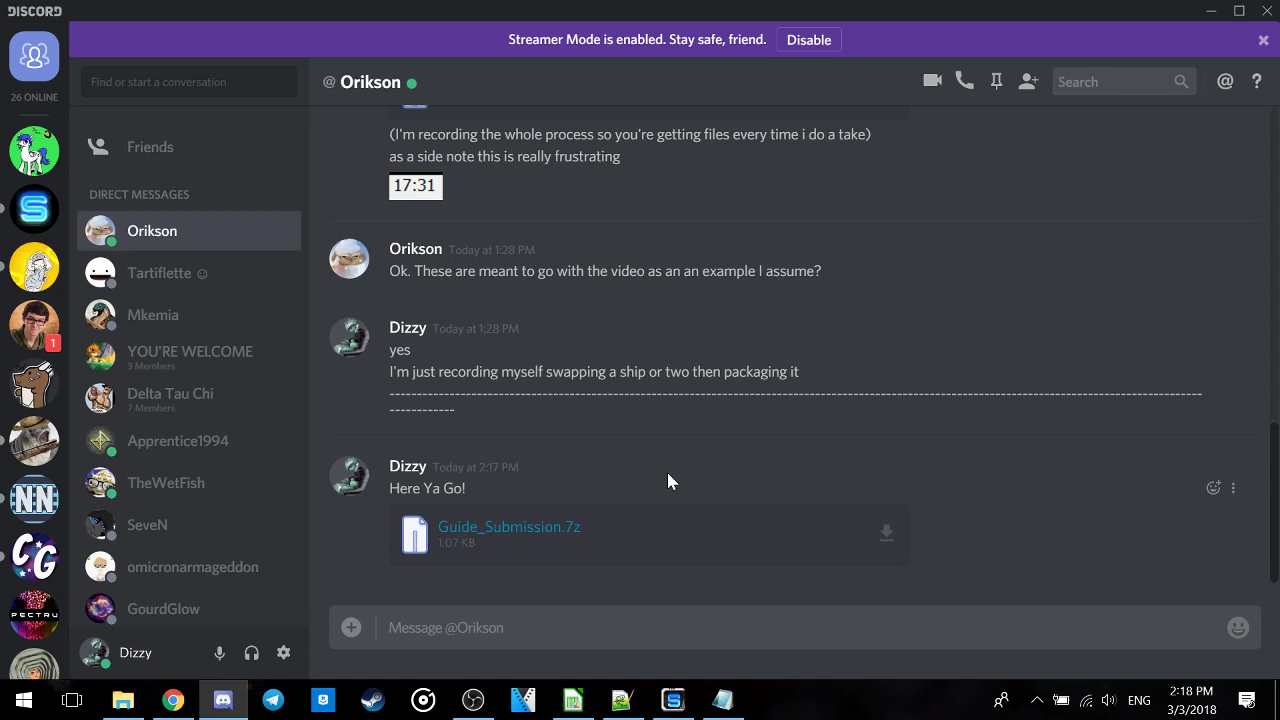 DISCORD
Streamer Mode is enabled. Stay safe, friend. Disable
26 ONLINE
Find or start a conversation
@ Orikson
Search
Friends
DIRECT MESSAGES
Orikson
Tartiflette ☺
Mkemia
YOU'RE WELCOME
3 Members
Delta Tau Chi
7 Members
Apprentice1994
TheWetFish
SeveN
omicronarmageddon
GourdGlow
Dizzy
1
NN
CG
PECTRU
(I'm recording the whole process so you're getting files every time i do a take)
as a side note this is really frustrating
17:31
Orikson Today at 1:28 PM
Ok. These are meant to go with the video as an an example I assume?
Dizzy Today at 1:28 PM
yes
I'm just recording myself swapping a ship or two then packaging it
Dizzy Today at 2:17 PM
Here Ya Go!
Guide_Submission.7z
1.07 KB
Message @Orikson
ENG
2:18 PM
3/3/2018